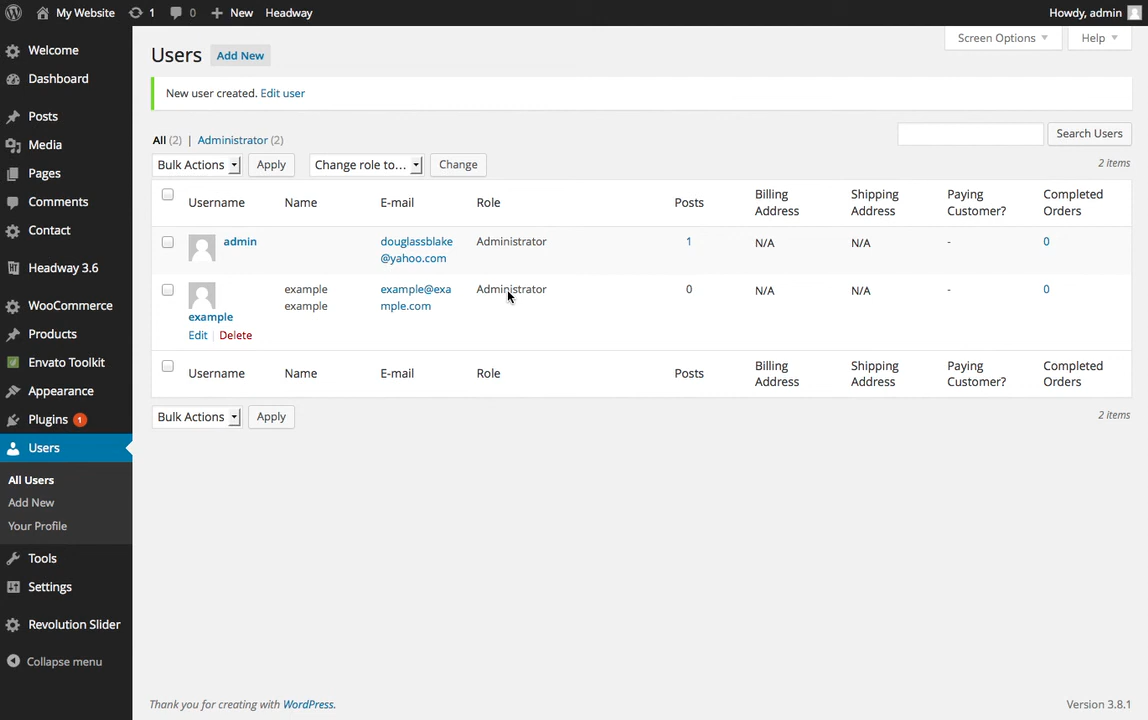 My Website 1 0 New Headway Howdy, admin
Screen Options Help
Welcome
Dashboard
Posts
Media
Pages
Comments
Contact
Headway 3.6
WooCommerce
Products
Envato Toolkit
Appearance
Plugins 1
Users
All Users
Add New
Your Profile
Tools
Settings
Revolution Slider
Collapse menu
Users Add New
New user created. Edit user
All (2) | Administrator (2)
Search Users
Bulk Actions Apply Change role to... Change
2 items
Username Name E-mail Role Posts Billing Address Shipping Address Paying Customer? Completed Orders
admin douglassblake Administrator 1 N/A N/A - 0
@yahoo.com
example example@exa Administrator 0 N/A N/A - 0
example mple.com
example
Edit | Delete
Username Name E-mail Role Posts Billing Address Shipping Address Paying Customer? Completed Orders
Bulk Actions Apply
2 items
Thank you for creating with WordPress.
Version 3.8.1